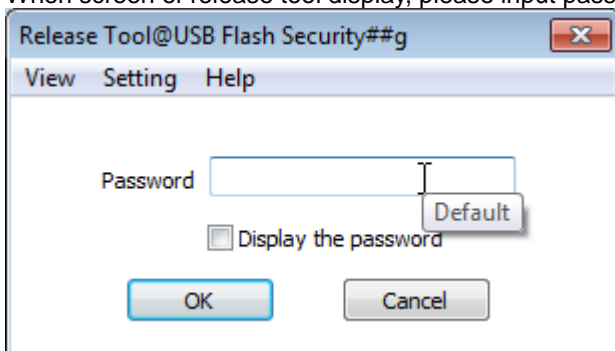 When screen of release tool display, please input pass
Release Tool@USB Flash Security##g
View Setting Help
Password
Default
Display the password
OK Cancel